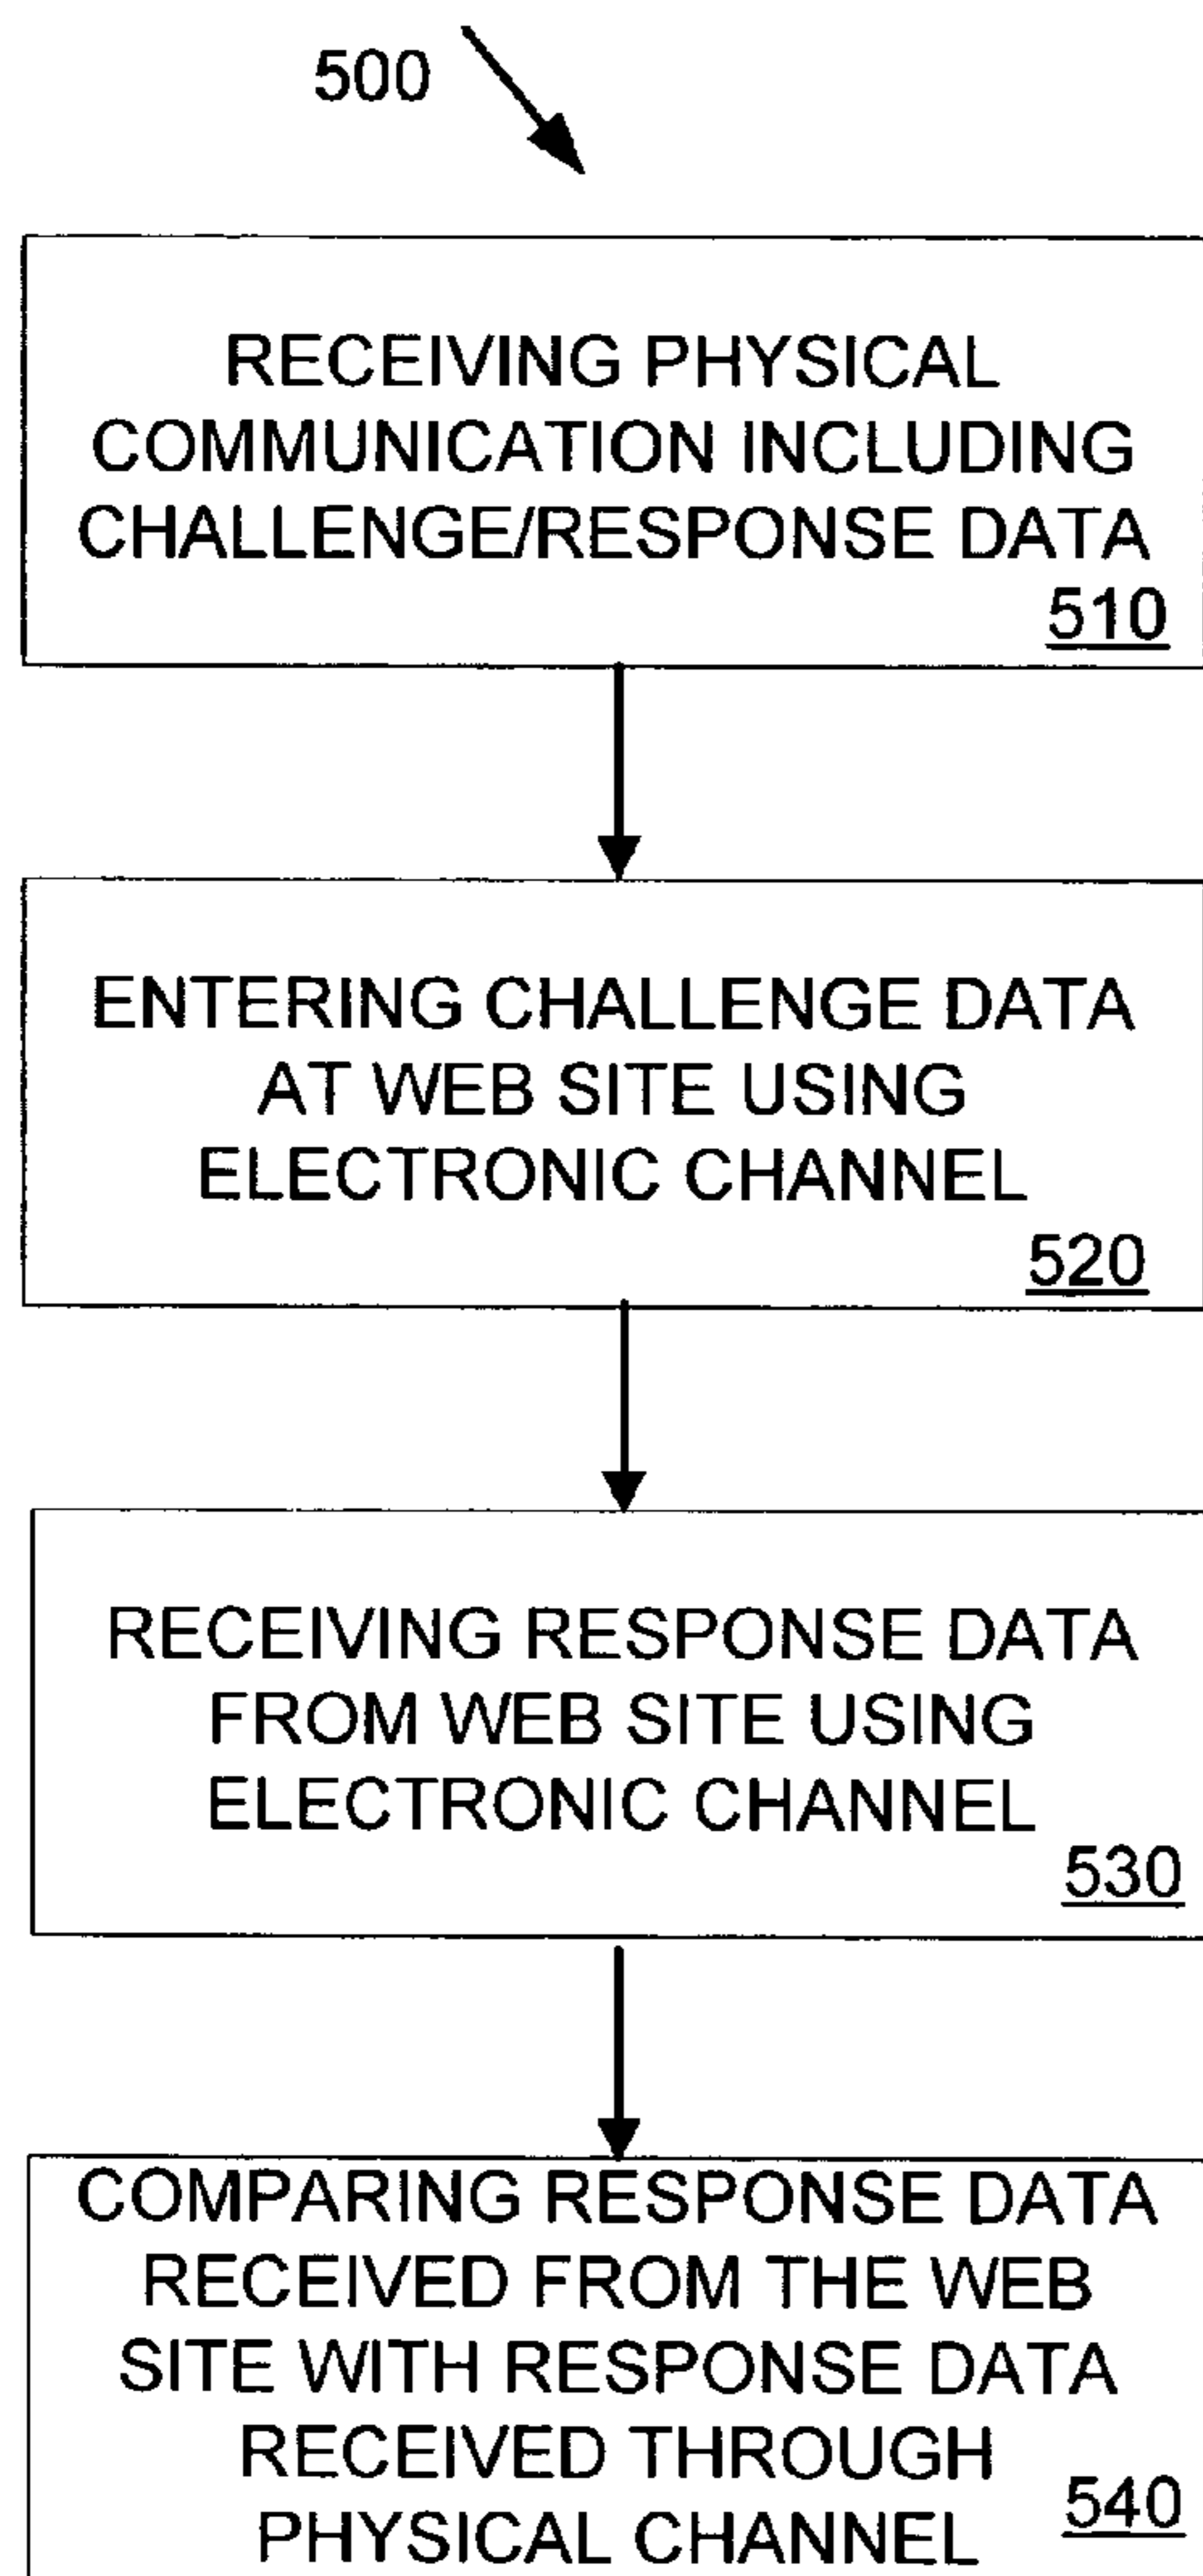 500
RECEIVING PHYSICAL
COMMUNICATION INCLUDING
CHALLENGE/RESPONSE DATA
510
ENTERING CHALLENGE DATA
AT WEB SITE USING
ELECTRONIC CHANNEL
520
RECEIVING RESPONSE DATA
FROM WEB SITE USING
ELECTRONIC CHANNEL
530
COMPARING RESPONSE DATA
RECEIVED FROM THE WEB
SITE WITH RESPONSE DATA
RECEIVED THROUGH
PHYSICAL CHANNEL
540